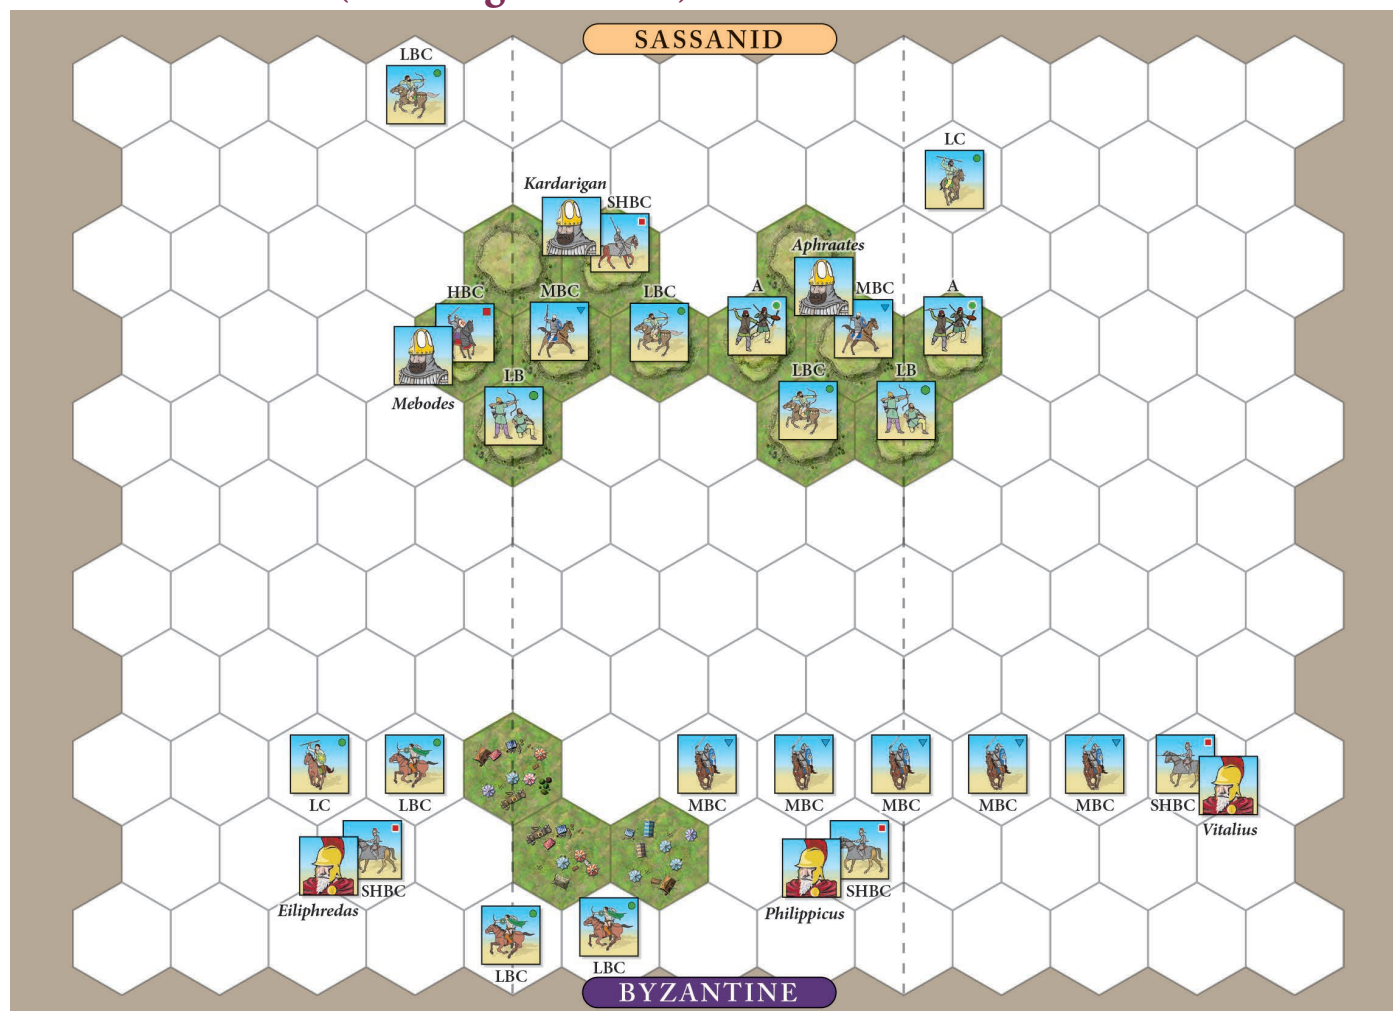 SASSANID
LBC
LC
Kardarigan
SHBC
Aphraates
HBC
MBC
LBC
A
MBC
A
LB
LBC
LB
Mebodes
LC
LBC
MBC
MBC
MBC
MBC
MBC
SHBC
Vitalius
Eiliphredas
SHBC
Philippicus
SHBC
LBC
LBC
BYZANTINE